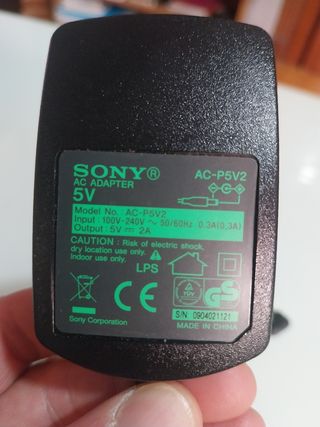 SONY® AC-P5V2
AC ADAPTER
5V
Model No.: AC-P5V2
Input : 100V-240V ~ 50/60Hz 0.3A(0,3A)
Output : 5V ⎓ 2A
CAUTION : Risk of electric shock.
dry location use only.
Indoor use only.
LPS
CE
TÜV
GS
S/N: 0904021121
Sony Corporation
MADE IN CHINA